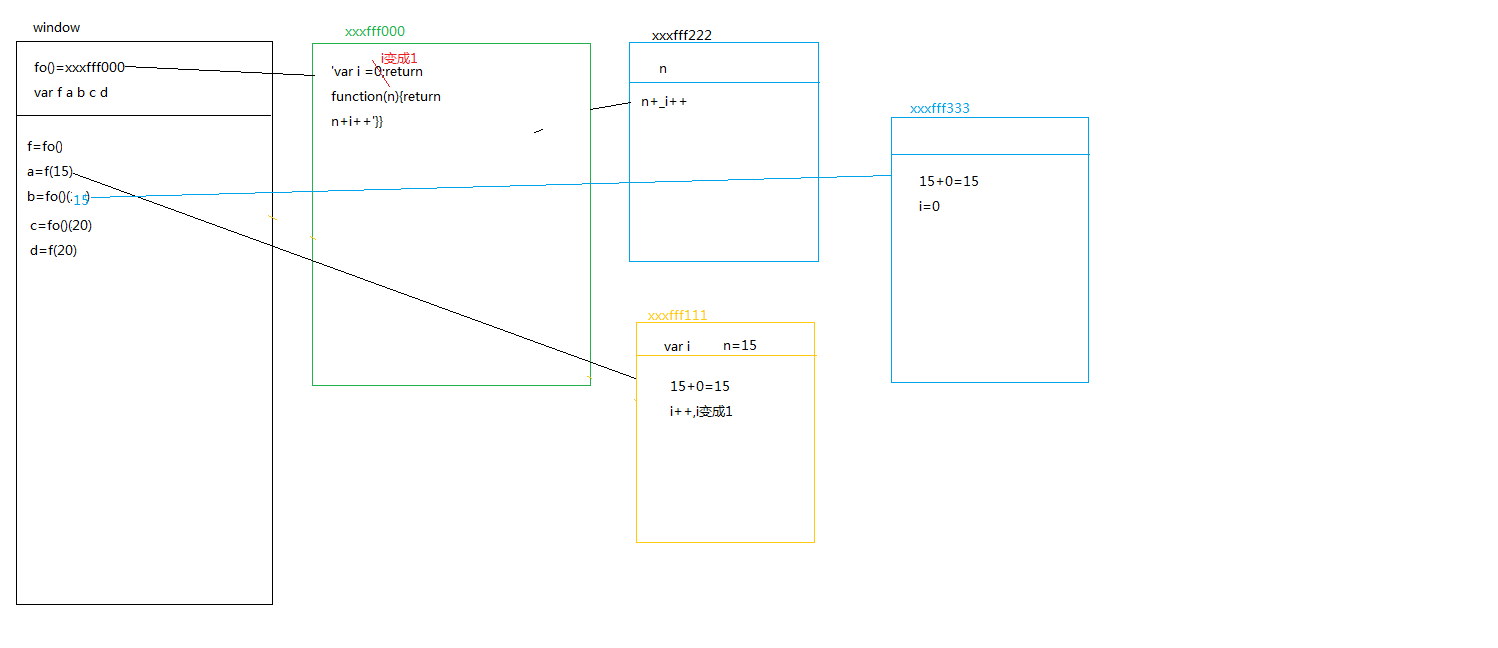 window
fo()=xxxfff000
var f a b c d
f=fo()
a=f(15)
b=fo()(15)
c=fo()(20)
d=f(20)
xxxfff000
i变成1
'var i =0;return
function(n){return
n+i++'}}
xxxfff222
n
n+_i++
xxxfff333
15+0=15
i=0
xxxfff111
var i n=15
15+0=15
i++,i变成1